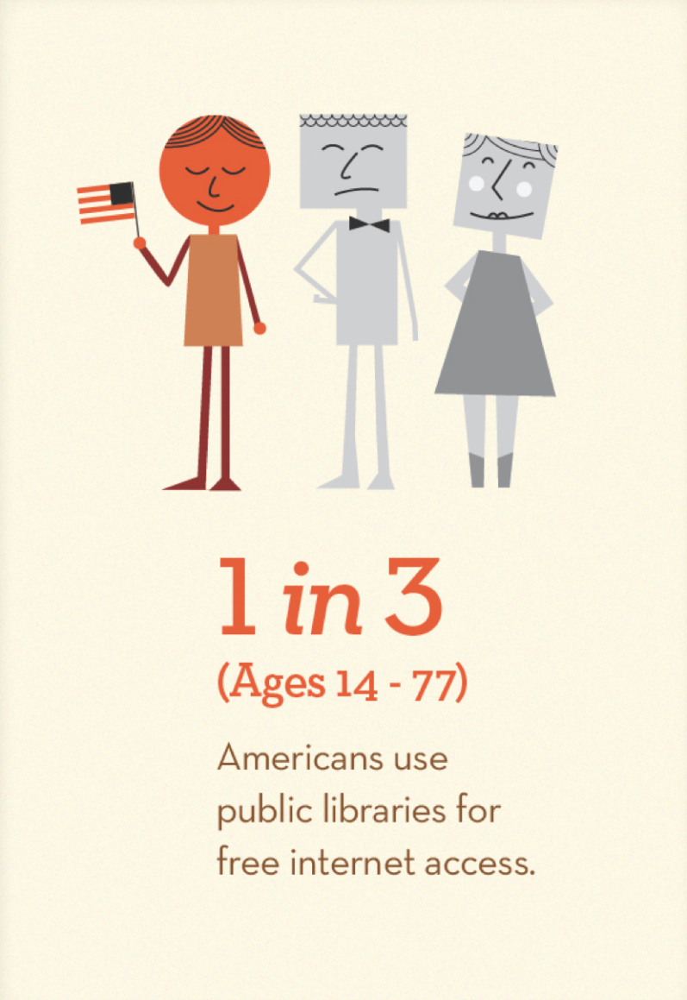 1 in 3
(Ages 14 - 77)
Americans use
public libraries for
free internet access.